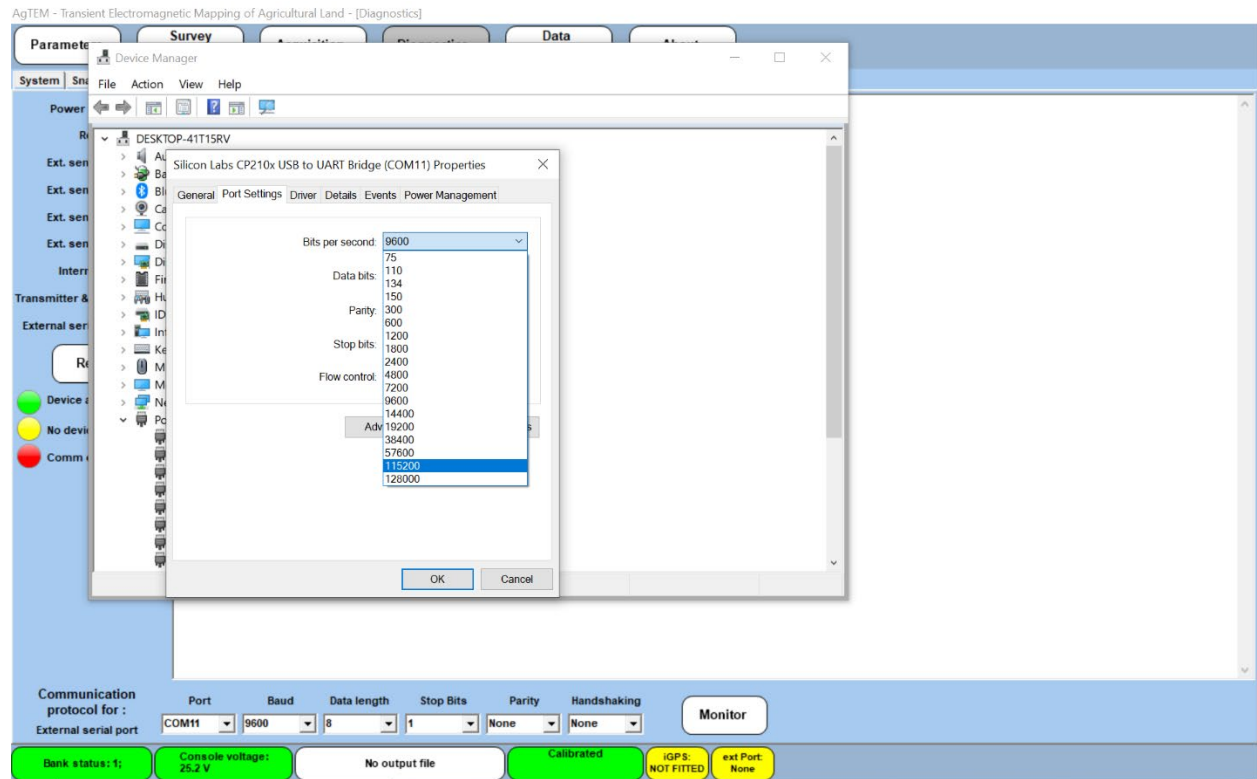 AgTEM - Transient Electromagnetic Mapping of Agricultural Land - [Diagnostics]
Survey
Data
Device Manager
System
File Action View Help
Power
DESKTOP-41T15RV
Ext. sen
Ext. sen
Ext. sen
Ext. sen
Intern
Transmitter &
External ser
Silicon Labs CP210x USB to UART Bridge (COM11) Properties
General Port Settings Driver Details Events Power Management
Bits per second: 9600
75
110
134
150
300
600
1200
1800
2400
4800
7200
9600
14400
19200
38400
57600
115200
128000
Data bits:
Parity:
Stop bits:
Flow control:
Adv
s
OK Cancel
Device
No devi
Comm
Communication
protocol for :
External serial port
Port Baud Data length Stop Bits Parity Handshaking
COM11 9600 8 1 None None
Monitor
Bank status: 1;
Console voltage:
25.2 V
No output file
Calibrated
iGPS:
NOT FITTED
ext Port:
None